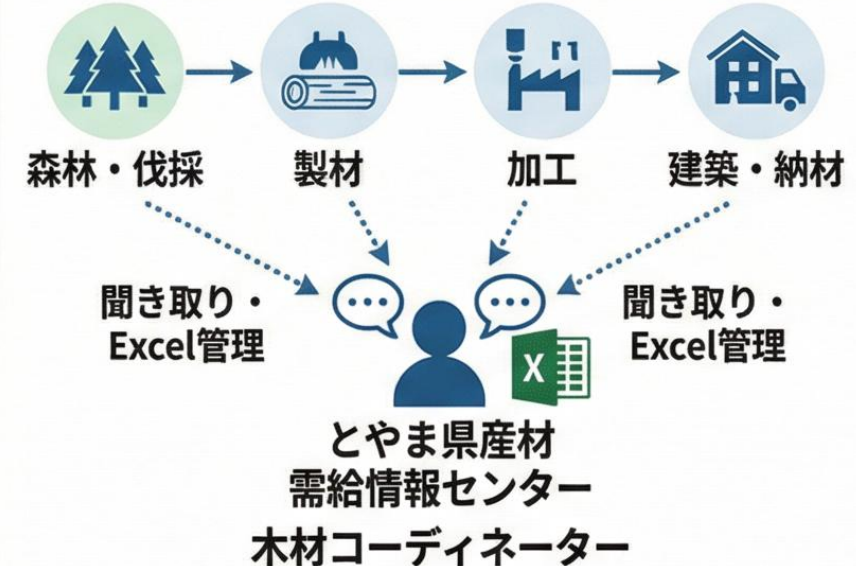 森林・伐採
製材
加工
建築・納材
聞き取り・
Excel管理
聞き取り・
Excel管理
X
とやま県産材
需給情報センター
木材コーディネーター